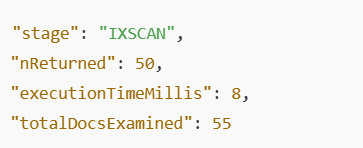 "stage": "IXSCAN",
"nReturned": 50,
"executionTimeMillis": 8,
"totalDocsExamined": 55